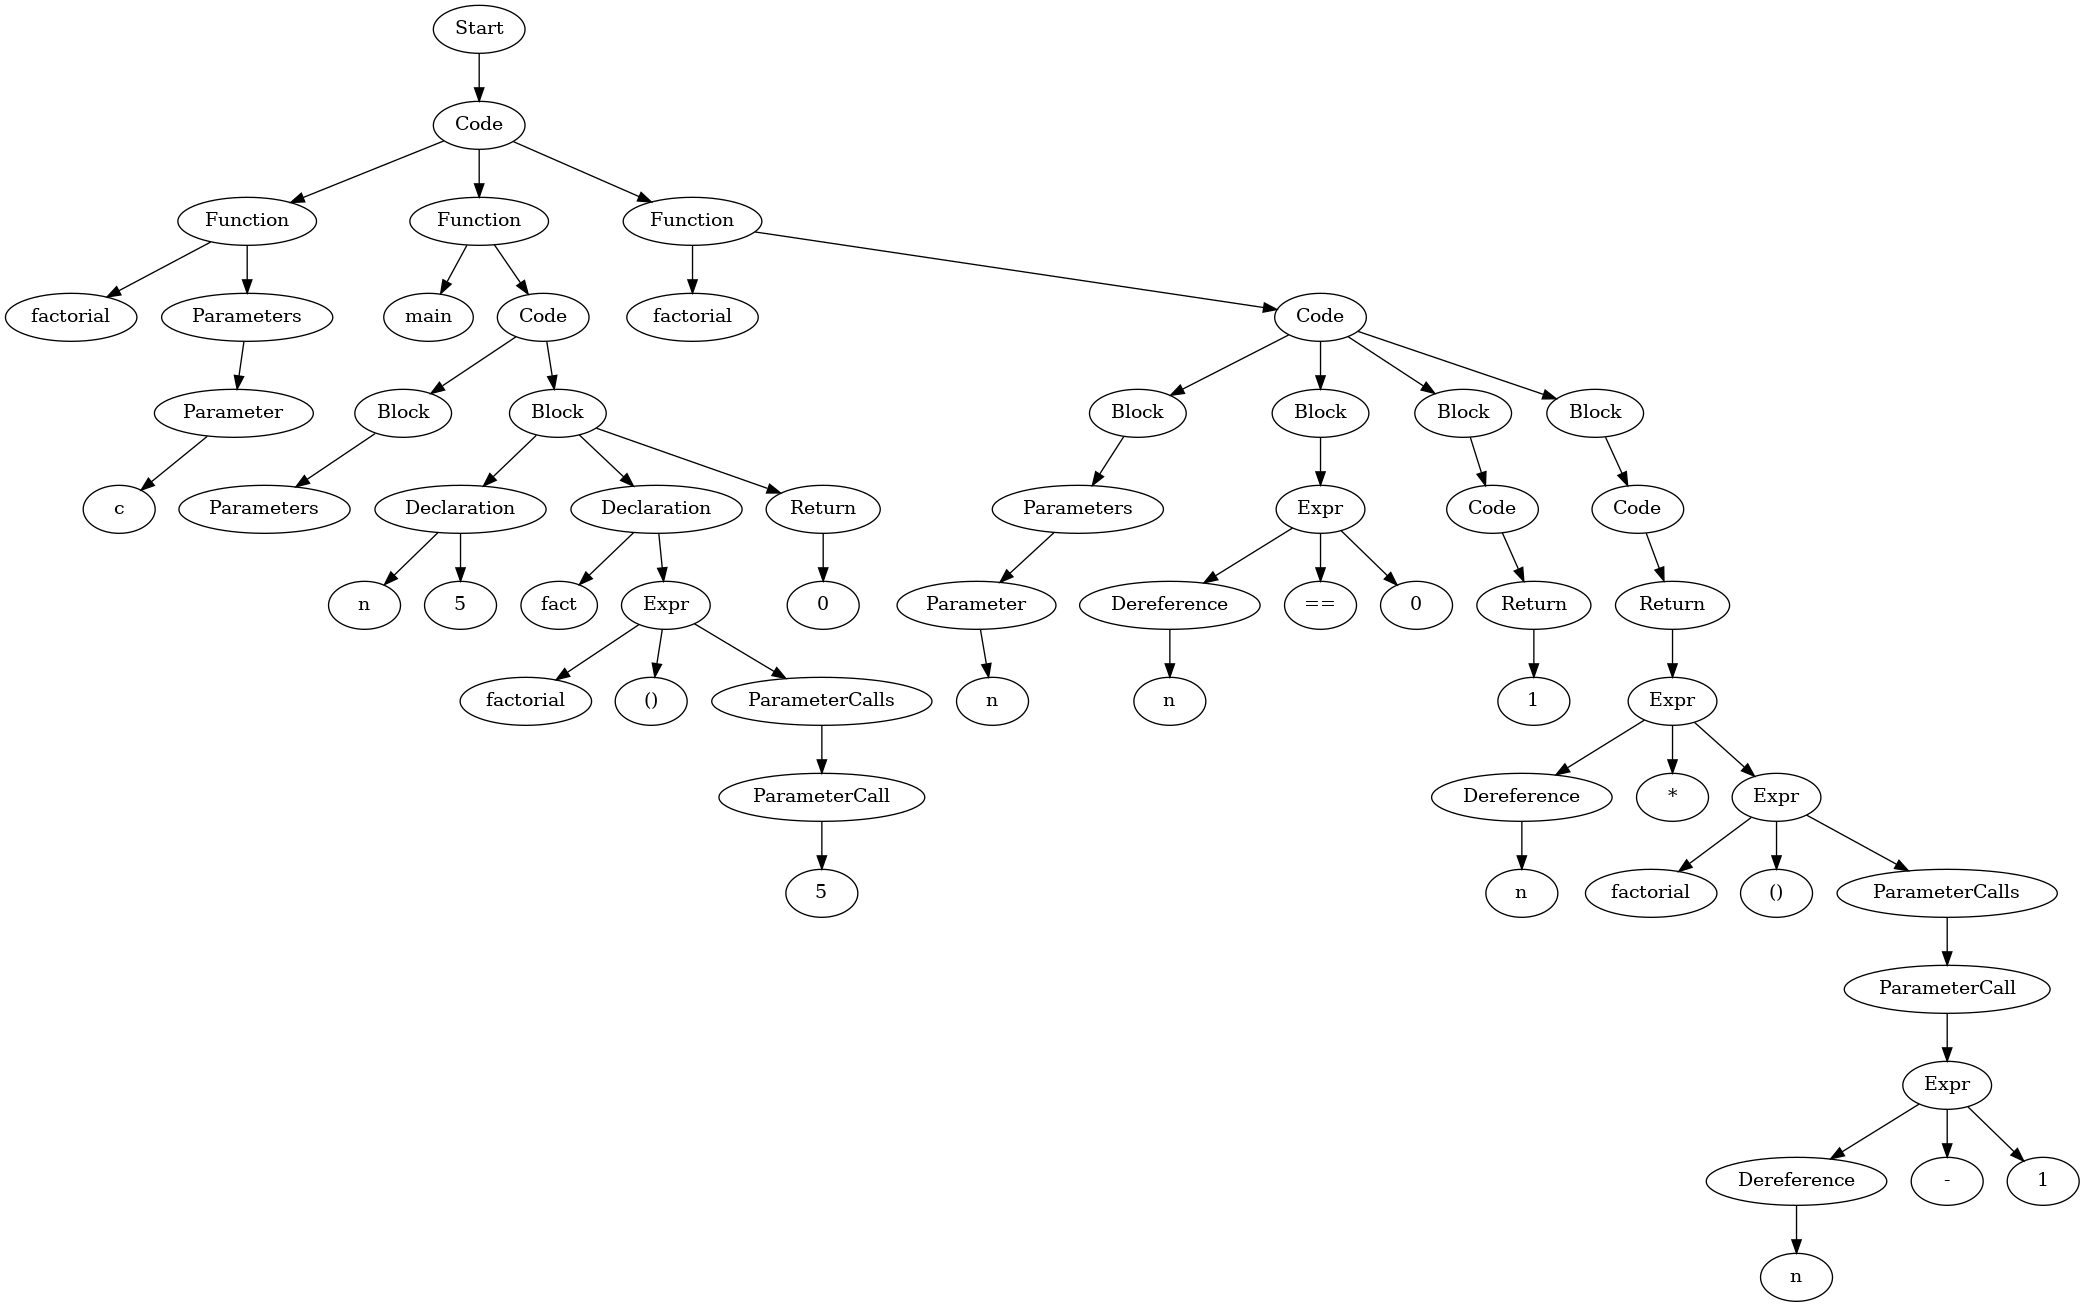 Start
Code
Function Function Function
factorial Parameters main Code factorial Code
Parameter Block Block Block Block Block Block
c Parameters Declaration Declaration Return Parameters Expr Code Code
n 5 fact Expr 0 Parameter Dereference == 0 Return Return
factorial () ParameterCalls n n 1 Expr
ParameterCall Dereference * Expr
5 n factorial () ParameterCalls
ParameterCall
Expr
Dereference - 1
n